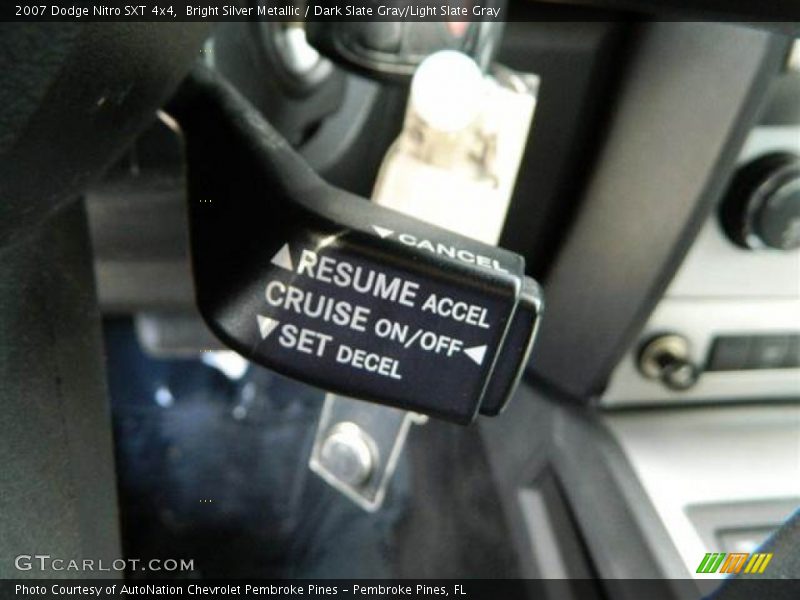 2007 Dodge Nitro SXT 4x4,  Bright Silver Metallic / Dark Slate Gray/Light Slate Gray
▼CANCEL
▲RESUME ACCEL
CRUISE ON/OFF◀
▼SET DECEL
GTCARLOT.COM
Photo Courtesy of AutoNation Chevrolet Pembroke Pines – Pembroke Pines, FL